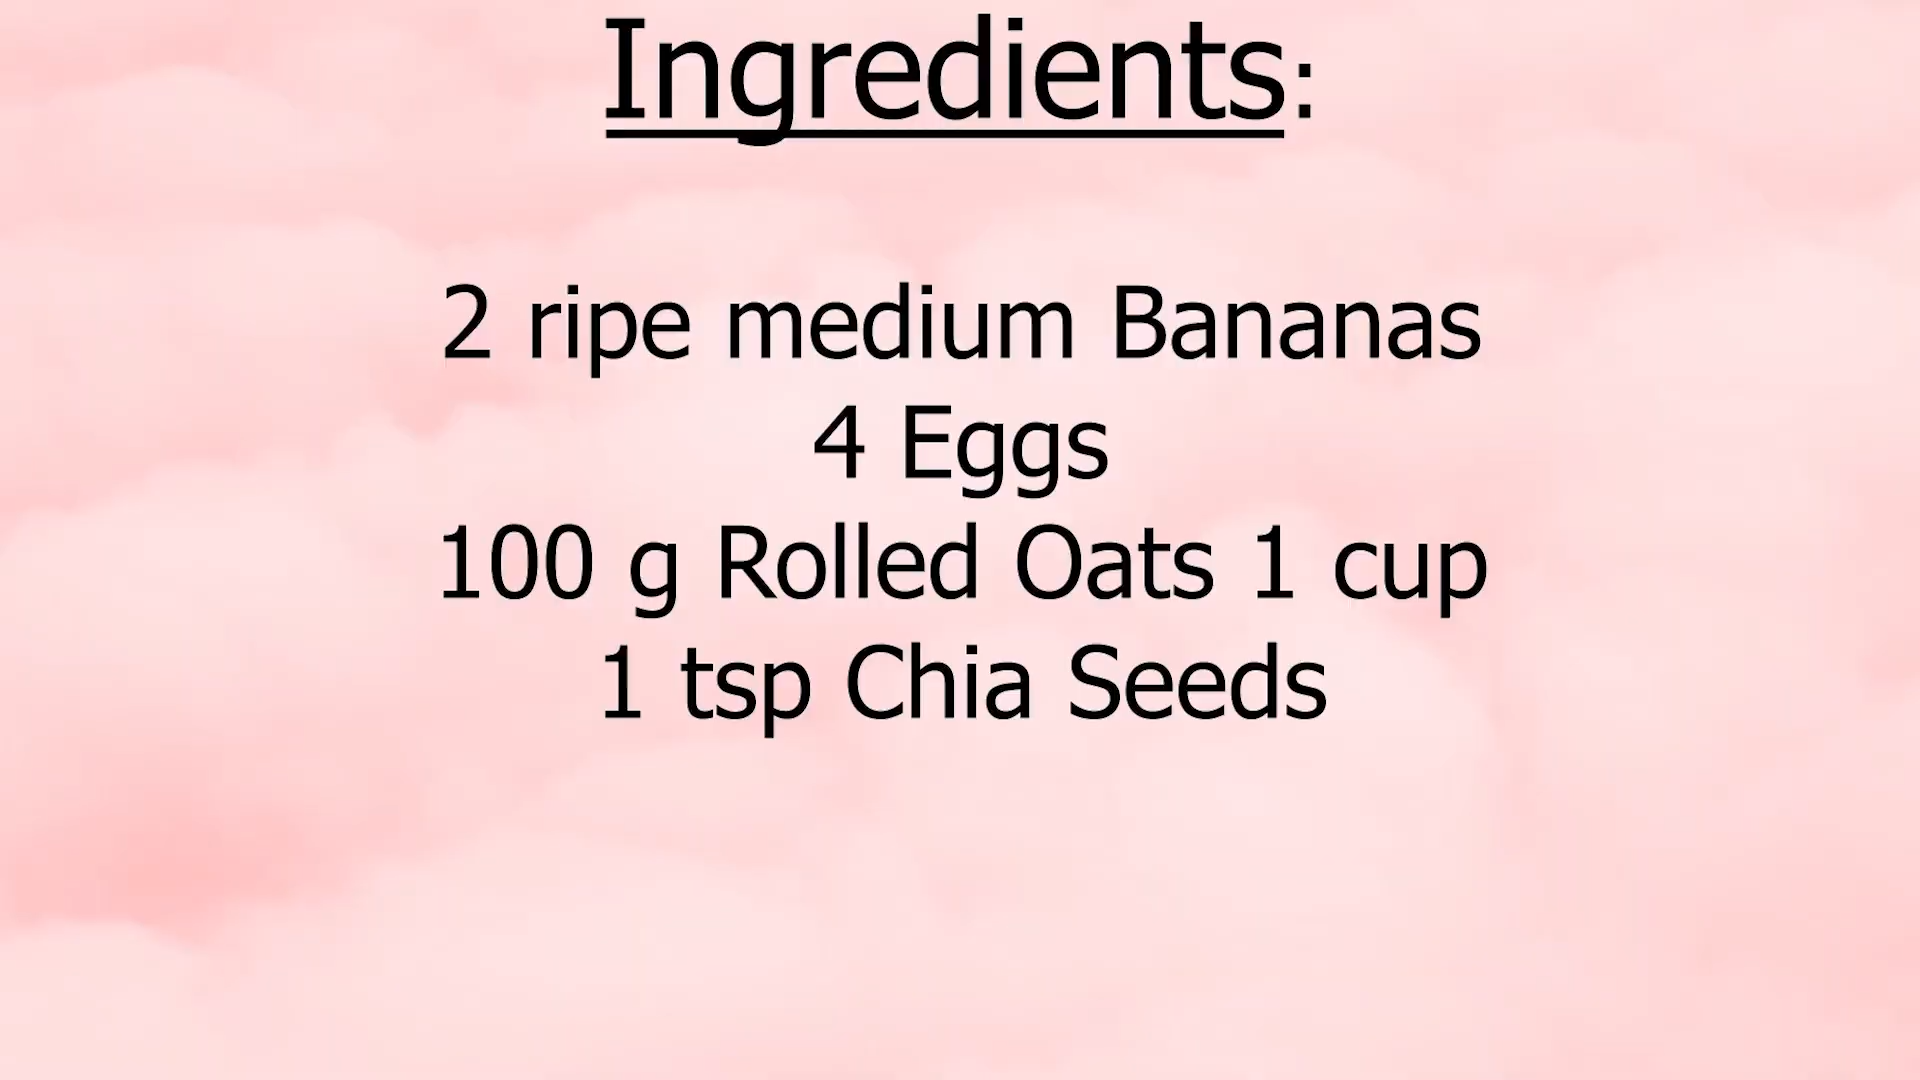 Ingredients:
2 ripe medium Bananas
4 Eggs
100 g Rolled Oats 1 cup
1 tsp Chia Seeds